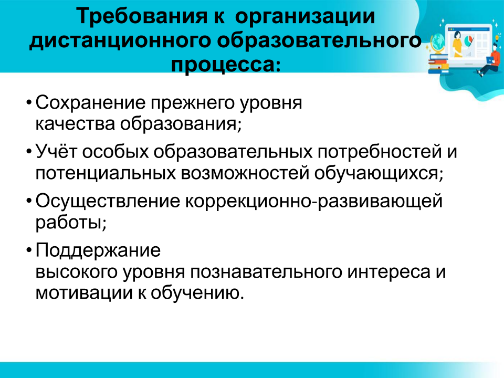 Требования к организации
дистанционного образовательного
процесса:
• Сохранение прежнего уровня
качества образования;
• Учёт особых образовательных потребностей и
потенциальных возможностей обучающихся;
• Осуществление коррекционно-развивающей
работы;
• Поддержание
высокого уровня познавательного интереса и
мотивации к обучению.